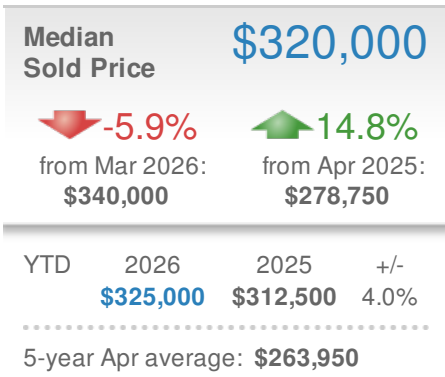 Median
Sold Price
$320,000
-5.9%
from Mar 2026:
$340,000
14.8%
from Apr 2025:
$278,750
YTD 2026 2025 +/-
$325,000 $312,500 4.0%
5-year Apr average: $263,950